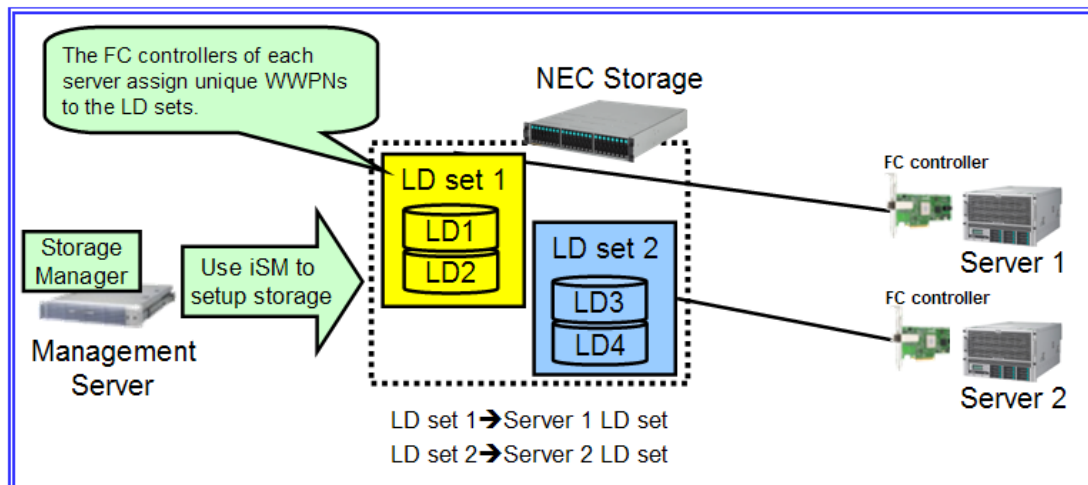 The FC controllers of each
server assign unique WWPNs
to the LD sets.
NEC Storage
LD set 1
LD1
LD2
LD set 2
LD3
LD4
FC controller
Server 1
FC controller
Server 2
Storage
Manager
Use iSM to
setup storage
Management
Server
LD set 1➔Server 1 LD set
LD set 2➔Server 2 LD set